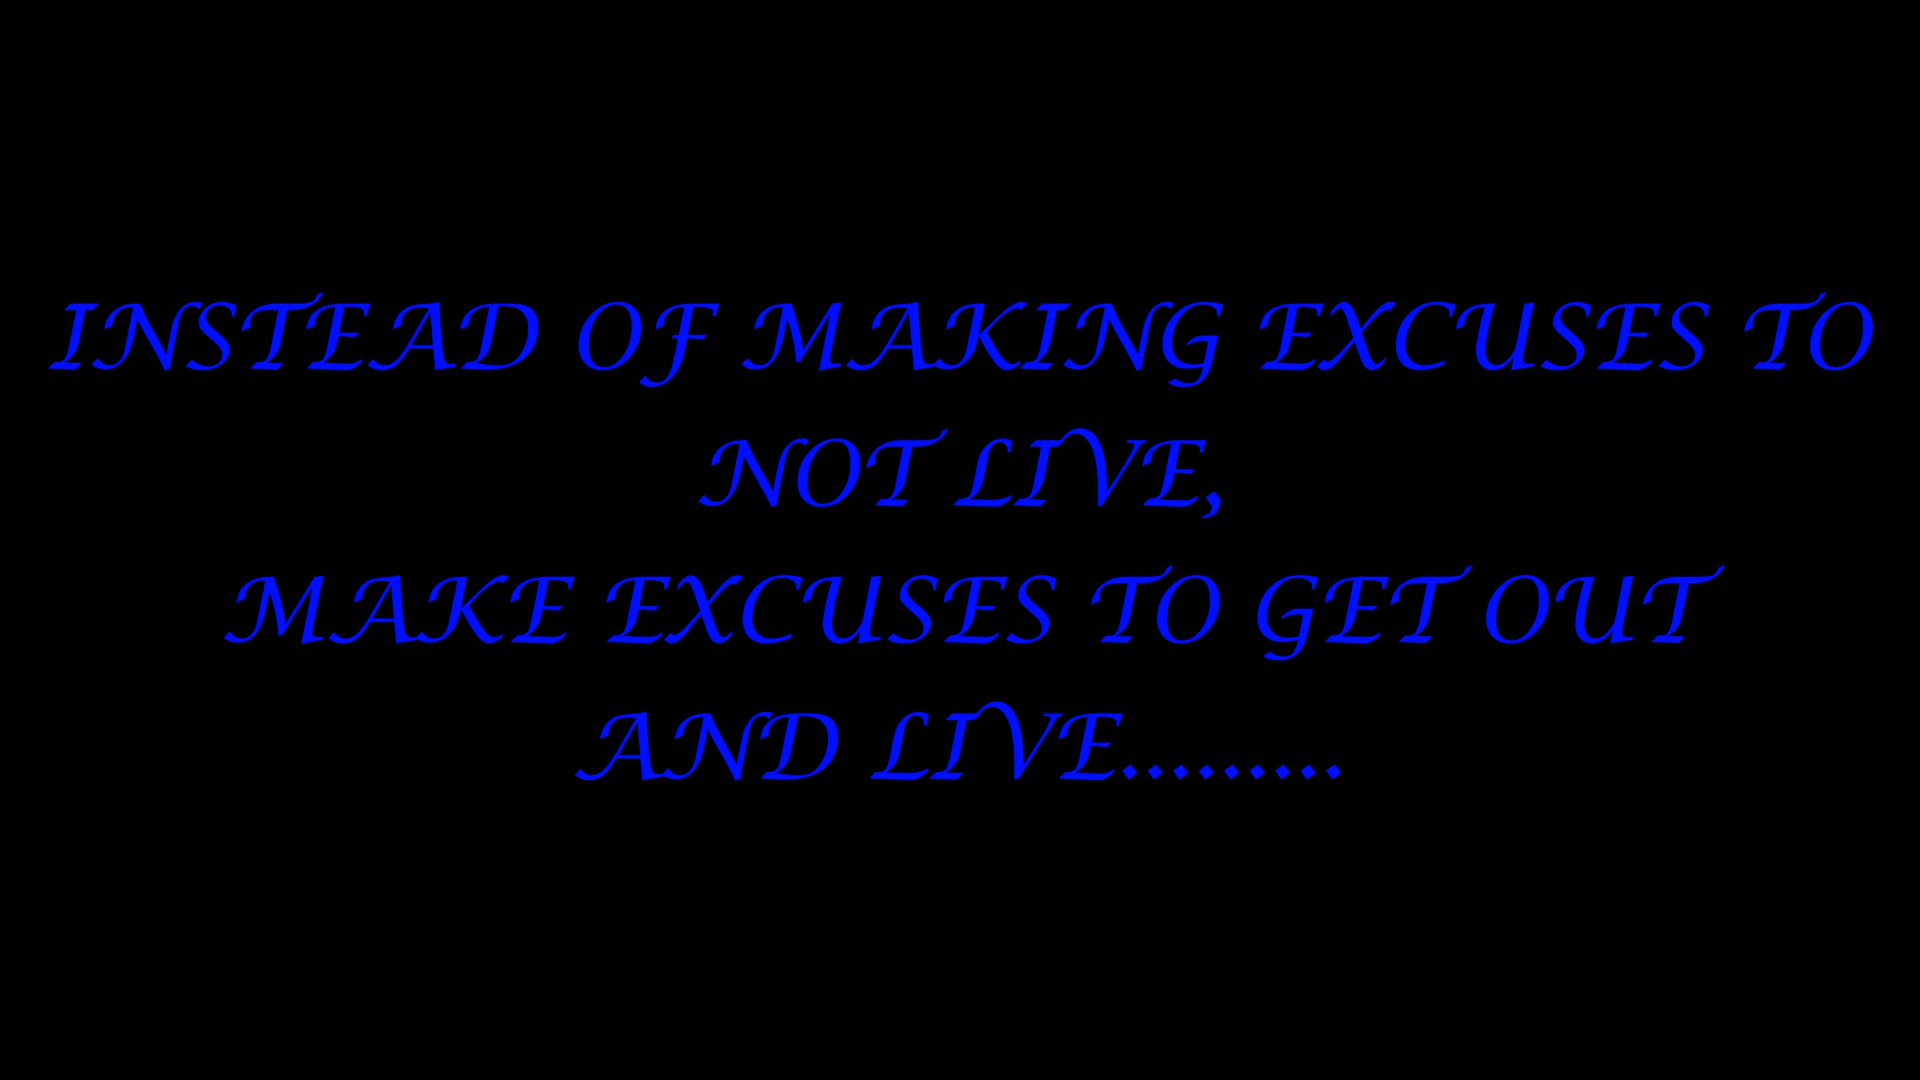 INSTEAD OF MAKING EXCUSES TO
NOT LIVE,
MAKE EXCUSES TO GET OUT
AND LIVE.........